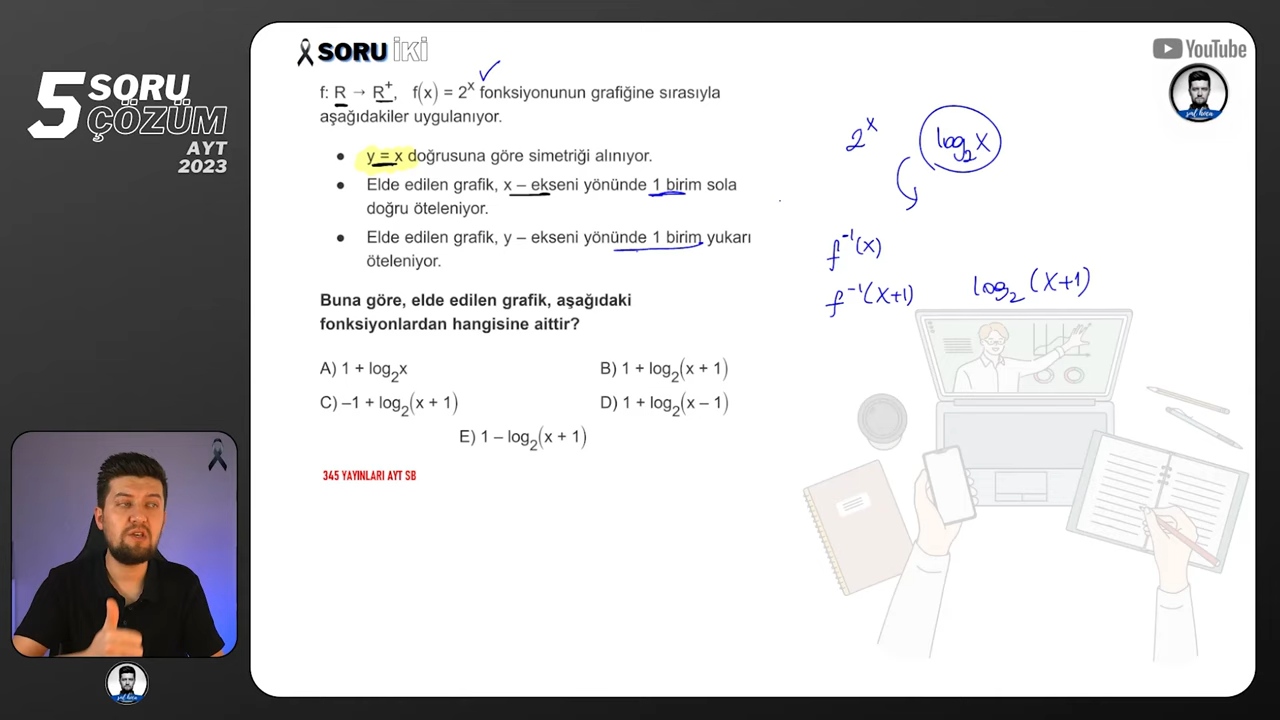 5 SORU
ÇÖZÜM
AYT
2023
SORU İKİ
YouTube
f: R → R⁺, f(x) = 2ˣ fonksiyonunun grafiğine sırasıyla
aşağıdakiler uygulanıyor.
• y = x doğrusuna göre simetriği alınıyor.
• Elde edilen grafik, x – ekseni yönünde 1 birim sola
doğru öteleniyor.
• Elde edilen grafik, y – ekseni yönünde 1 birim yukarı
öteleniyor.
Buna göre, elde edilen grafik, aşağıdaki
fonksiyonlardan hangisine aittir?
A) 1 + log₂x
B) 1 + log₂(x + 1)
C) –1 + log₂(x + 1)
D) 1 + log₂(x – 1)
E) 1 – log₂(x + 1)
345 YAYINLARI AYT SB
2ˣ log₂x
f⁻¹(x)
f⁻¹(x+1) log₂(x+1)